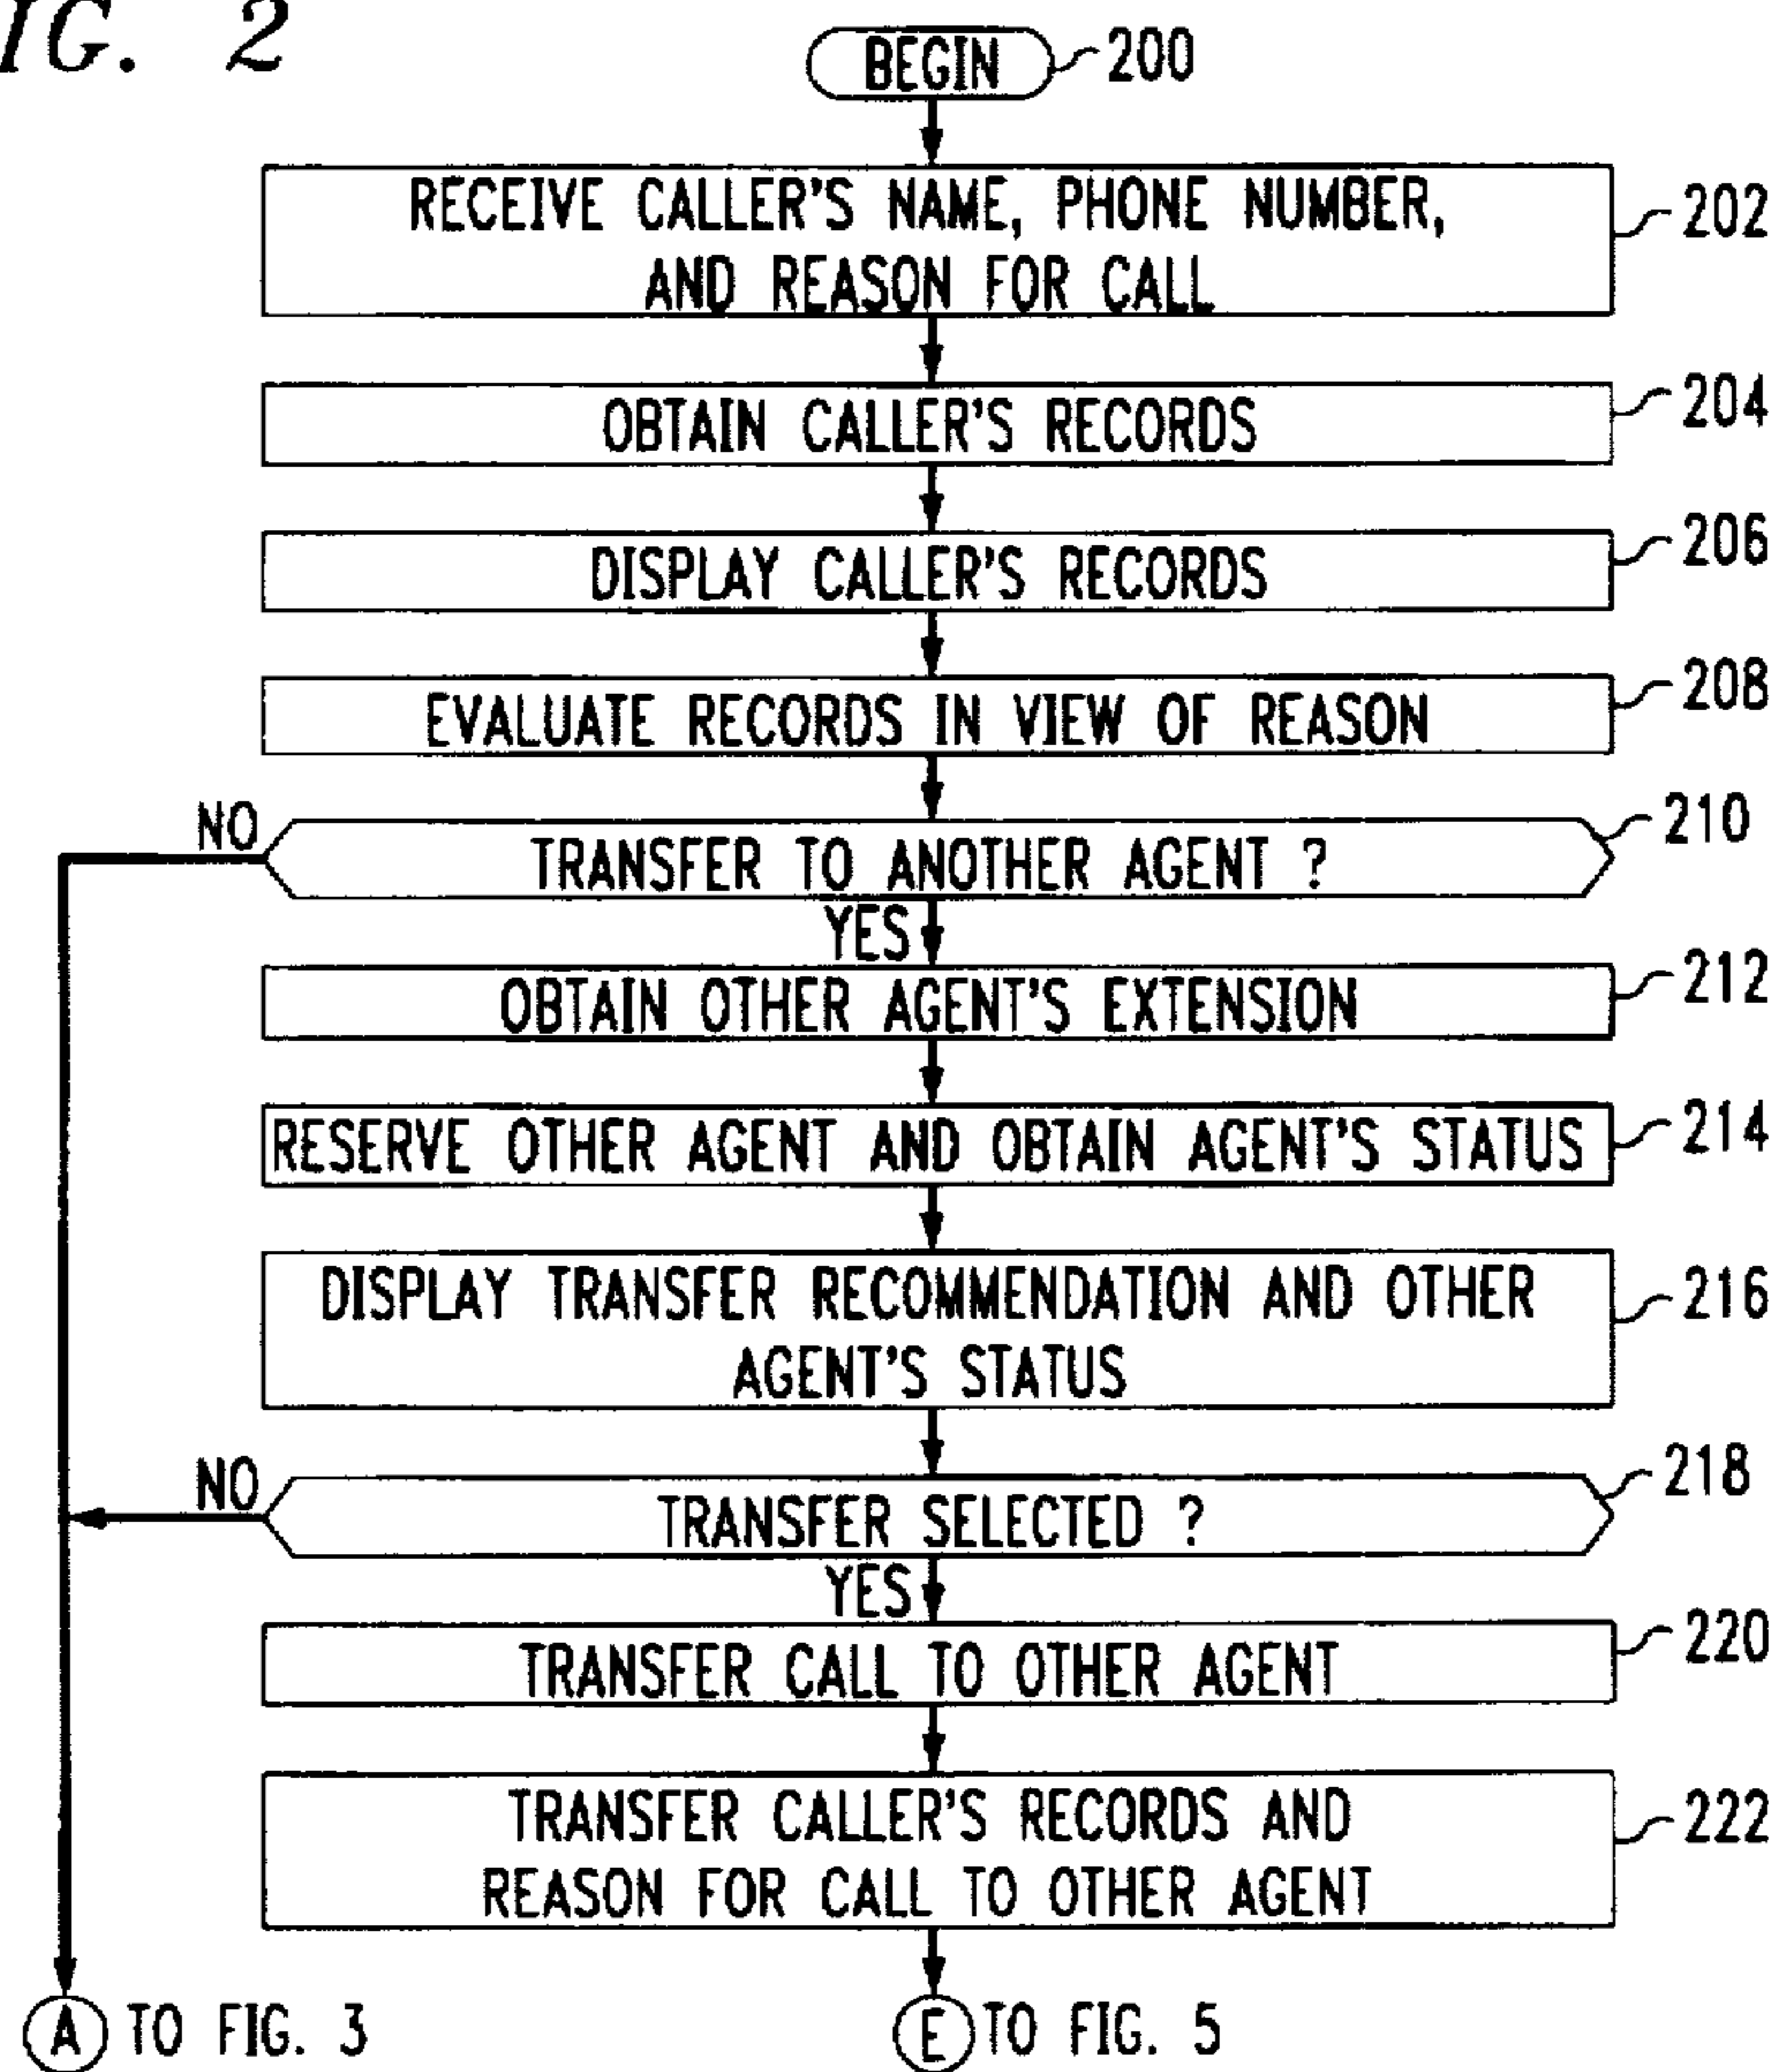 IG. 2
BEGIN 200
RECEIVE CALLER'S NAME, PHONE NUMBER, 202
AND REASON FOR CALL
OBTAIN CALLER'S RECORDS 204
DISPLAY CALLER'S RECORDS 206
EVALUATE RECORDS IN VIEW OF REASON 208
NO TRANSFER TO ANOTHER AGENT ? 210
YES
OBTAIN OTHER AGENT'S EXTENSION 212
RESERVE OTHER AGENT AND OBTAIN AGENT'S STATUS 214
DISPLAY TRANSFER RECOMMENDATION AND OTHER 216
AGENT'S STATUS
NO TRANSFER SELECTED ? 218
YES
TRANSFER CALL TO OTHER AGENT 220
TRANSFER CALLER'S RECORDS AND 222
REASON FOR CALL TO OTHER AGENT
A TO FIG. 3 E TO FIG. 5